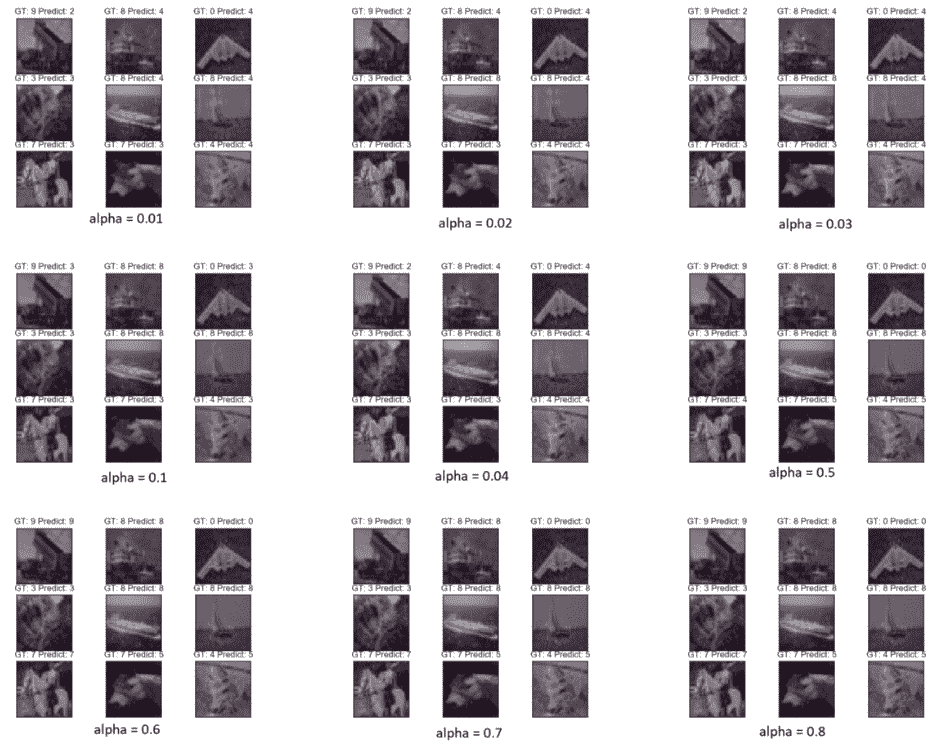 GT: 9 Predict: 2 GT: 8 Predict: 4 GT: 0 Predict: 4
GT: 3 Predict: 3 GT: 8 Predict: 4 GT: 8 Predict: 4
GT: 7 Predict: 3 GT: 7 Predict: 3 GT: 4 Predict: 4
alpha = 0.01
GT: 9 Predict: 2 GT: 8 Predict: 4 GT: 0 Predict: 4
GT: 3 Predict: 3 GT: 8 Predict: 8 GT: 8 Predict: 4
GT: 7 Predict: 3 GT: 7 Predict: 3 GT: 4 Predict: 4
alpha = 0.02
GT: 9 Predict: 2 GT: 8 Predict: 4 GT: 0 Predict: 4
GT: 3 Predict: 3 GT: 8 Predict: 8 GT: 8 Predict: 4
GT: 7 Predict: 3 GT: 7 Predict: 3 GT: 4 Predict: 4
alpha = 0.03
GT: 9 Predict: 3 GT: 8 Predict: 8 GT: 0 Predict: 3
GT: 3 Predict: 3 GT: 8 Predict: 8 GT: 8 Predict: 8
GT: 7 Predict: 3 GT: 7 Predict: 3 GT: 4 Predict: 3
alpha = 0.1
GT: 9 Predict: 2 GT: 8 Predict: 4 GT: 0 Predict: 4
GT: 3 Predict: 3 GT: 8 Predict: 8 GT: 8 Predict: 4
GT: 7 Predict: 3 GT: 7 Predict: 3 GT: 4 Predict: 3
alpha = 0.04
GT: 9 Predict: 9 GT: 8 Predict: 8 GT: 0 Predict: 0
GT: 3 Predict: 3 GT: 8 Predict: 8 GT: 8 Predict: 8
GT: 7 Predict: 4 GT: 7 Predict: 5 GT: 4 Predict: 5
alpha = 0.5
GT: 9 Predict: 9 GT: 8 Predict: 8 GT: 0 Predict: 0
GT: 3 Predict: 3 GT: 8 Predict: 8 GT: 8 Predict: 8
GT: 7 Predict: 7 GT: 7 Predict: 5 GT: 4 Predict: 5
alpha = 0.6
GT: 9 Predict: 9 GT: 8 Predict: 8 GT: 0 Predict: 0
GT: 3 Predict: 3 GT: 8 Predict: 8 GT: 8 Predict: 8
GT: 7 Predict: 7 GT: 7 Predict: 5 GT: 4 Predict: 5
alpha = 0.7
GT: 9 Predict: 9 GT: 8 Predict: 8 GT: 0 Predict: 0
GT: 3 Predict: 3 GT: 8 Predict: 8 GT: 8 Predict: 8
GT: 7 Predict: 7 GT: 7 Predict: 5 GT: 4 Predict: 5
alpha = 0.8